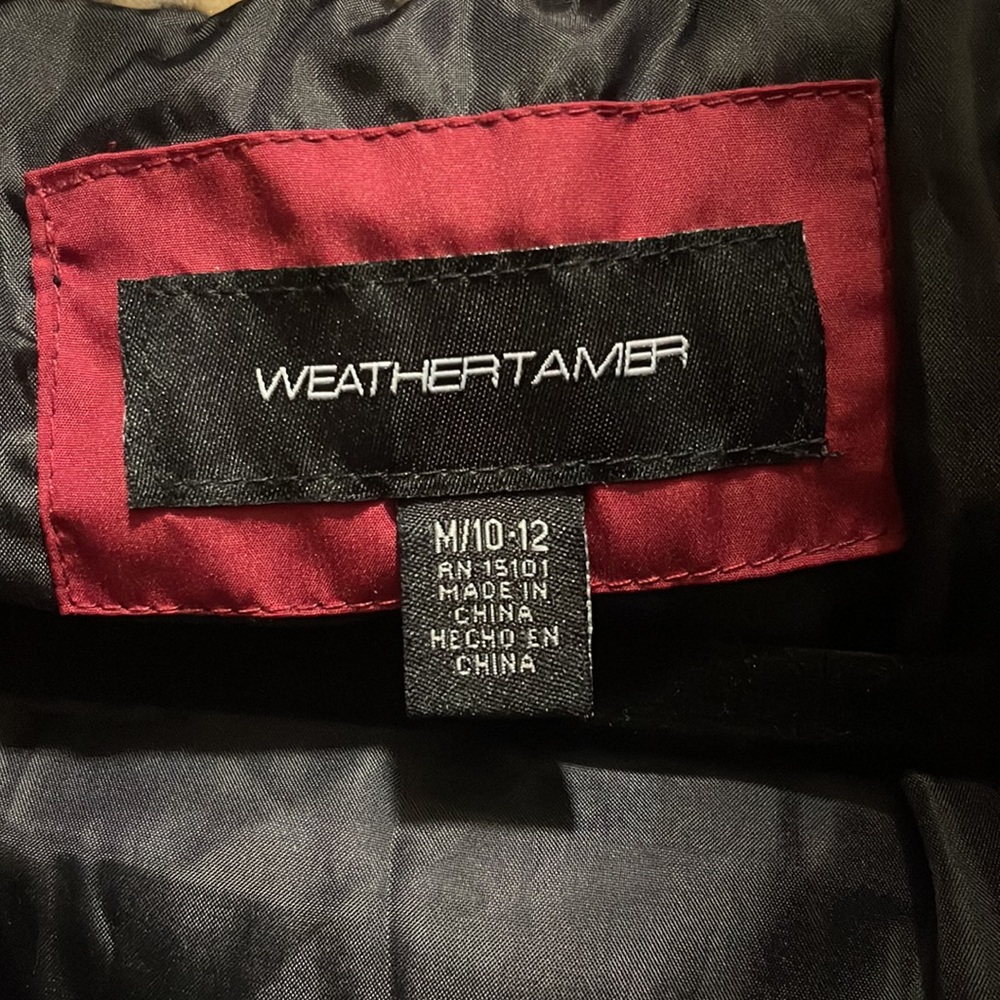 WEATHERTAMER
M/10-12
RN 15101
MADE IN
CHINA
HECHO EN
CHINA